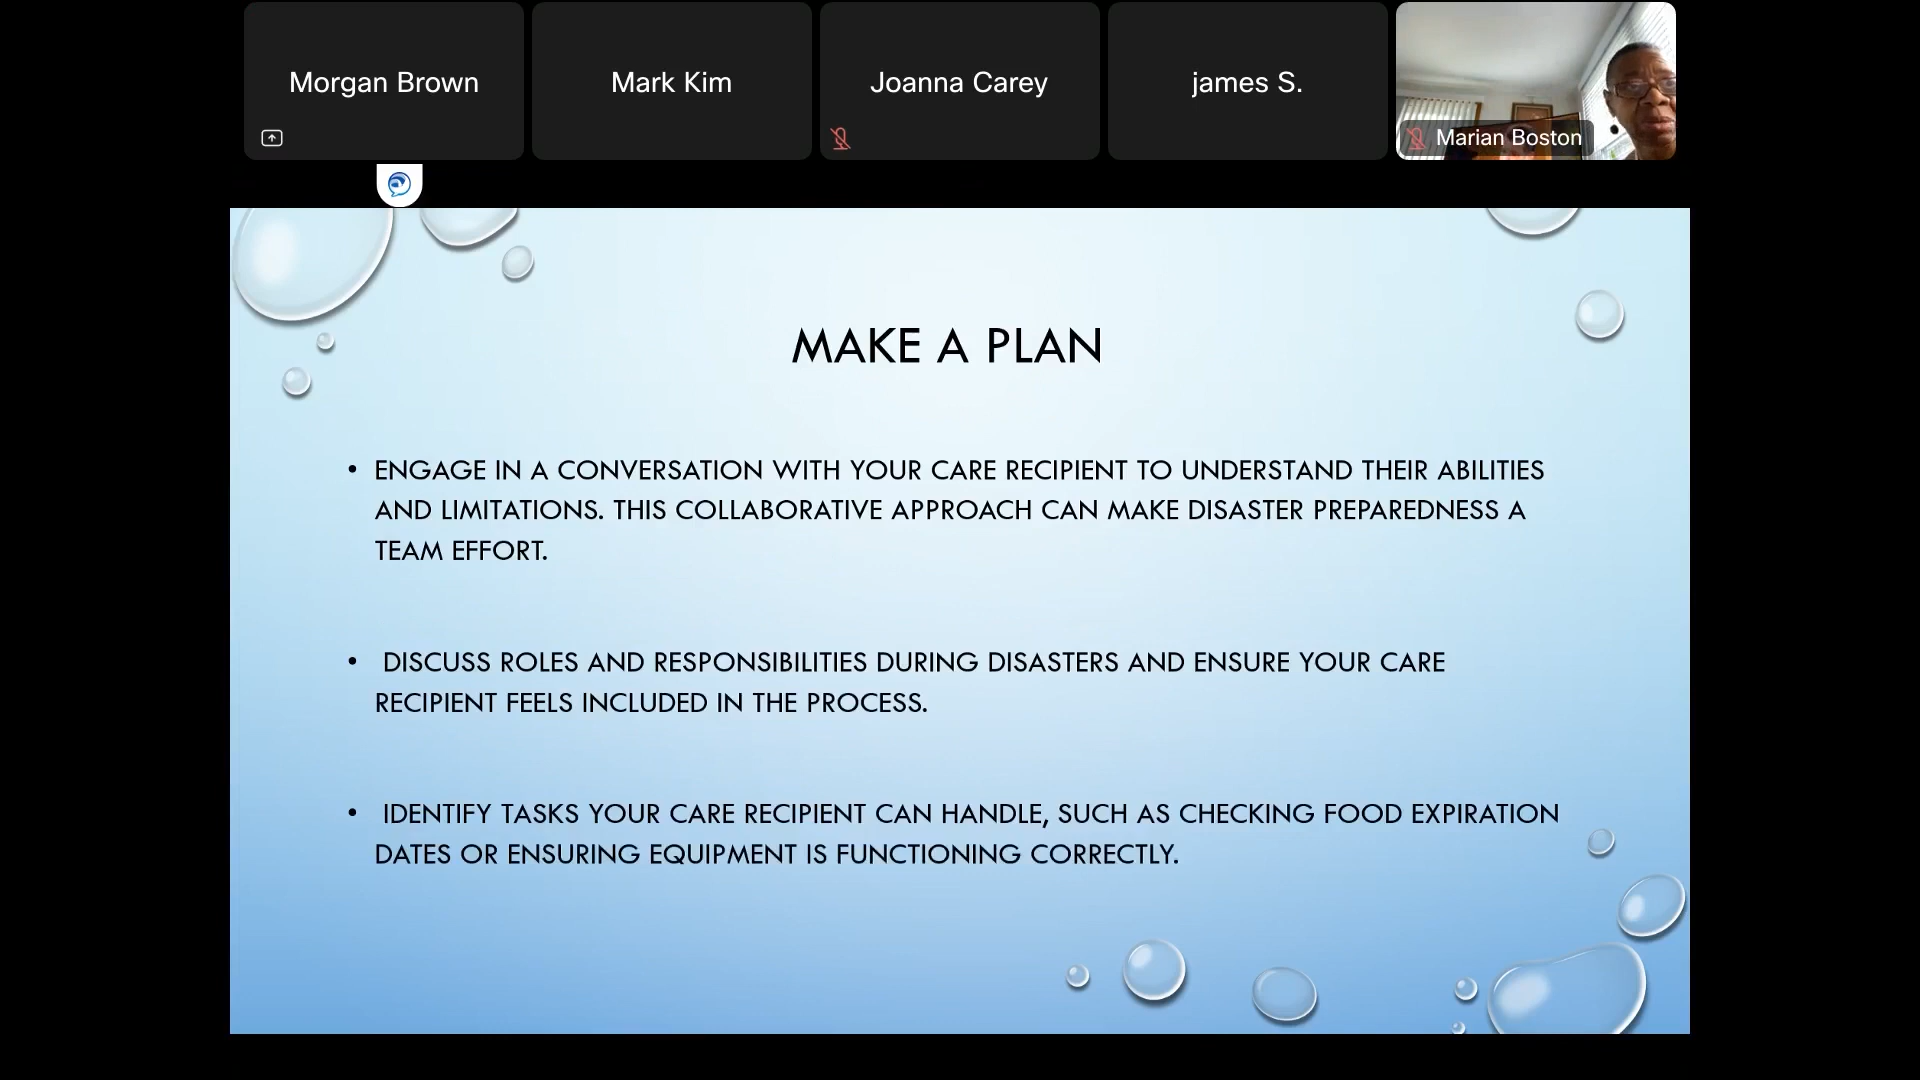 Morgan Brown
Mark Kim
Joanna Carey
james S.
Marian Boston
MAKE A PLAN
• ENGAGE IN A CONVERSATION WITH YOUR CARE RECIPIENT TO UNDERSTAND THEIR ABILITIES
AND LIMITATIONS. THIS COLLABORATIVE APPROACH CAN MAKE DISASTER PREPAREDNESS A
TEAM EFFORT.
• DISCUSS ROLES AND RESPONSIBILITIES DURING DISASTERS AND ENSURE YOUR CARE
RECIPIENT FEELS INCLUDED IN THE PROCESS.
• IDENTIFY TASKS YOUR CARE RECIPIENT CAN HANDLE, SUCH AS CHECKING FOOD EXPIRATION
DATES OR ENSURING EQUIPMENT IS FUNCTIONING CORRECTLY.